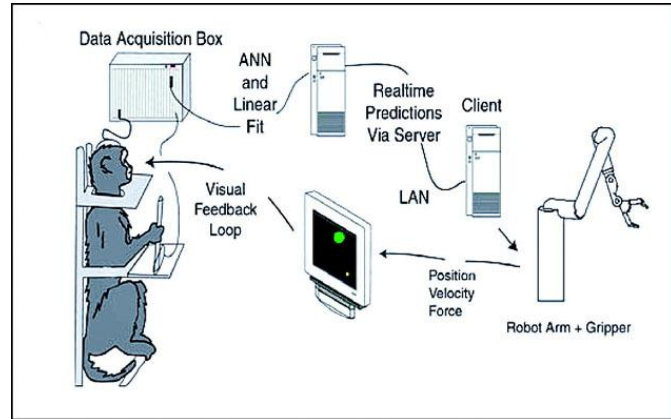 Data Acquisition Box
ANN
and
Linear
Fit
Realtime
Predictions
Via Server
Client
LAN
Visual
Feedback
Loop
Position
Velocity
Force
Robot Arm + Gripper